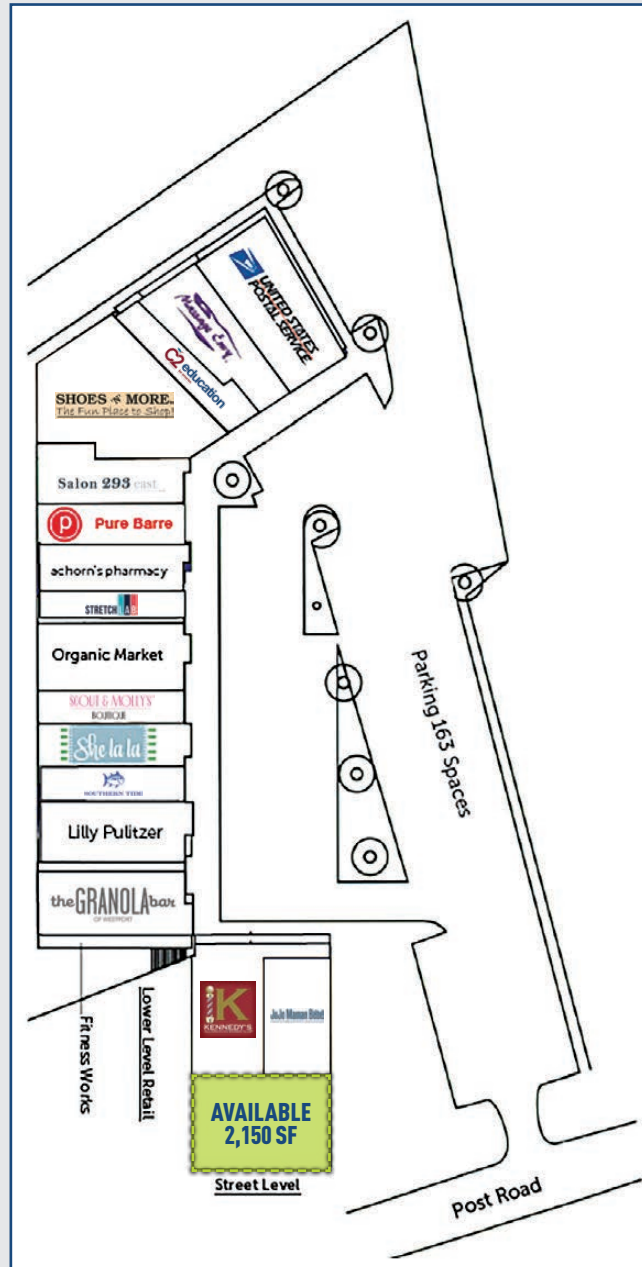 UNITED STATES
POSTAL SERVICE
Massage Envy
C2 education
SHOES & MORE
The Fun Place to Shop!
Salon 293 east
P Pure Barre
achorn's pharmacy
STRETCH LAB
Organic Market
SCOUT & MOLLY'S
BOUTIQUE
She la la
SOUTHERN TIDE
Lilly Pulitzer
the GRANOLA bar
OF WESTPORT
Parking 163 Spaces
K
KENNEDY'S
JoJo Maman Bébé
Fitness Works
Lower Level Retail
AVAILABLE
2,150 SF
Street Level
Post Road